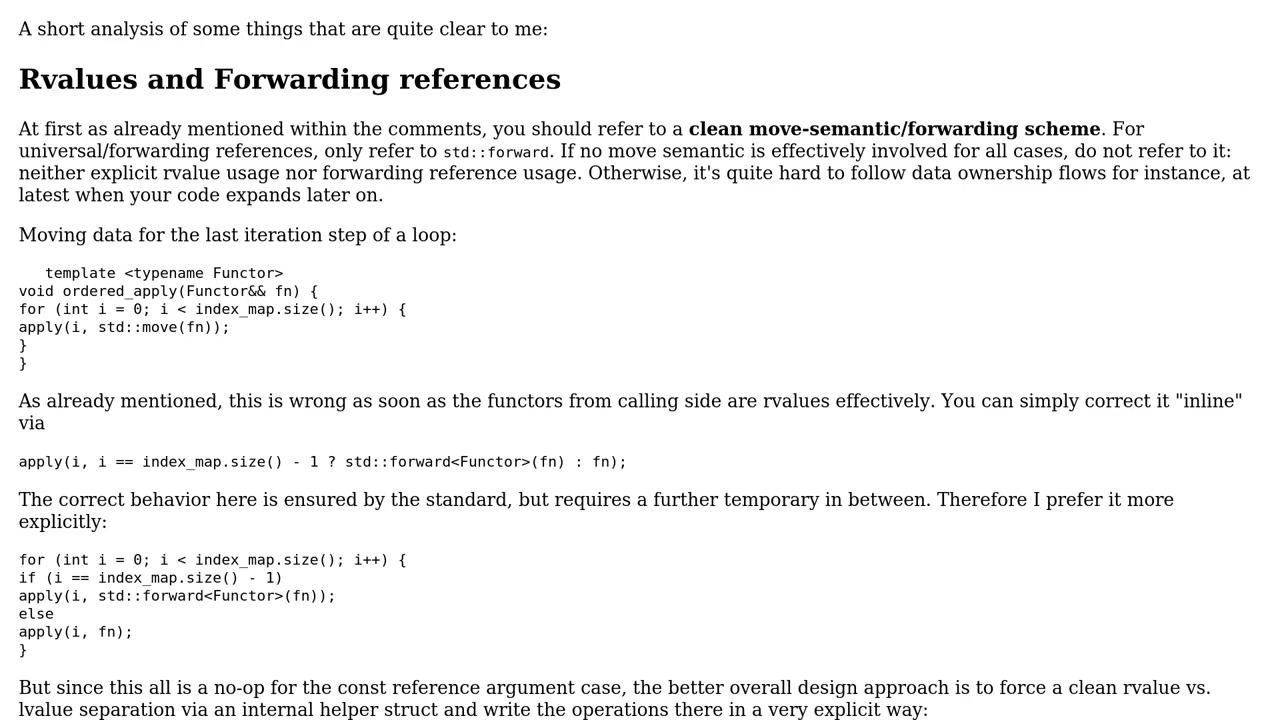 A short analysis of some things that are quite clear to me:
Rvalues and Forwarding references
At first as already mentioned within the comments, you should refer to a clean move-semantic/forwarding scheme. For
universal/forwarding references, only refer to std::forward. If no move semantic is effectively involved for all cases, do not refer to it:
neither explicit rvalue usage nor forwarding reference usage. Otherwise, it's quite hard to follow data ownership flows for instance, at
latest when your code expands later on.
Moving data for the last iteration step of a loop:
template <typename Functor>
void ordered_apply(Functor&& fn) {
for (int i = 0; i < index_map.size(); i++) {
apply(i, std::move(fn));
}
}
As already mentioned, this is wrong as soon as the functors from calling side are rvalues effectively. You can simply correct it "inline"
via
apply(i, i == index_map.size() - 1 ? std::forward<Functor>(fn) : fn);
The correct behavior here is ensured by the standard, but requires a further temporary in between. Therefore I prefer it more
explicitly:
for (int i = 0; i < index_map.size(); i++) {
if (i == index_map.size() - 1)
apply(i, std::forward<Functor>(fn));
else
apply(i, fn);
}
But since this all is a no-op for the const reference argument case, the better overall design approach is to force a clean rvalue vs.
lvalue separation via an internal helper struct and write the operations there in a very explicit way: